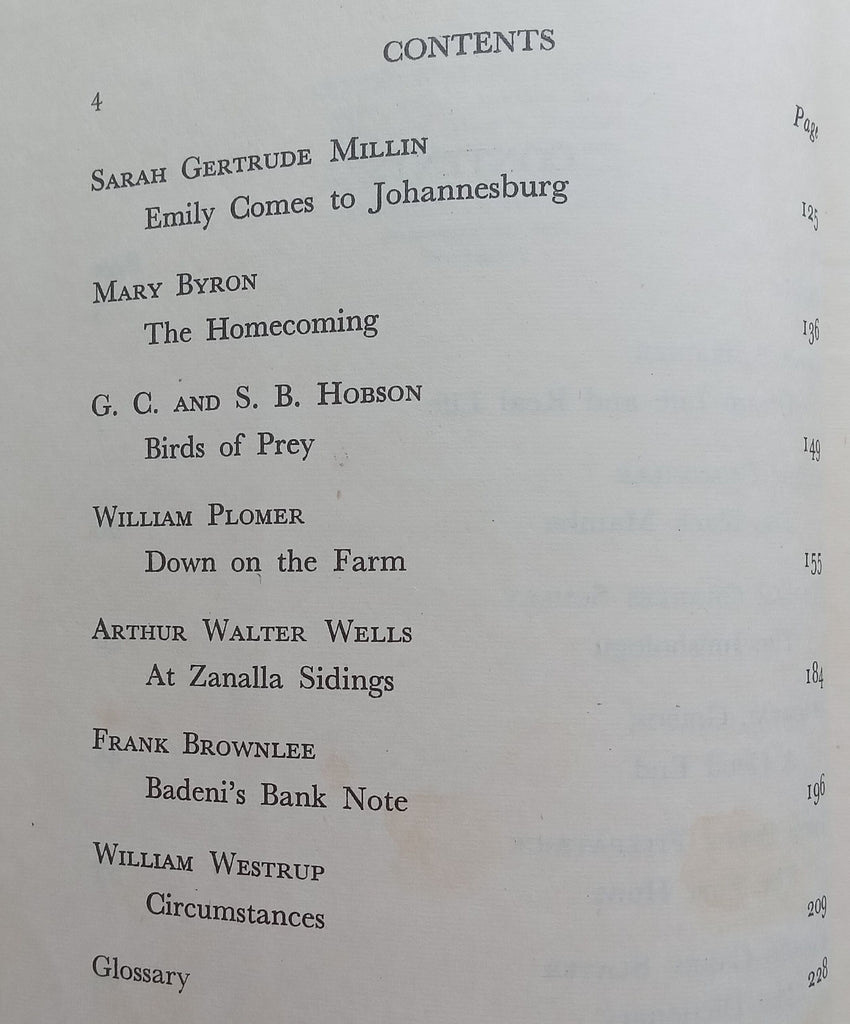 CONTENTS
4
Page
SARAH GERTRUDE MILLIN
Emily Comes to Johannesburg 125
MARY BYRON
The Homecoming 136
G. C. AND S. B. HOBSON
Birds of Prey 149
WILLIAM PLOMER
Down on the Farm 155
ARTHUR WALTER WELLS
At Zanalla Sidings 184
FRANK BROWNLEE
Badeni's Bank Note 196
WILLIAM WESTRUP
Circumstances 209
Glossary 228